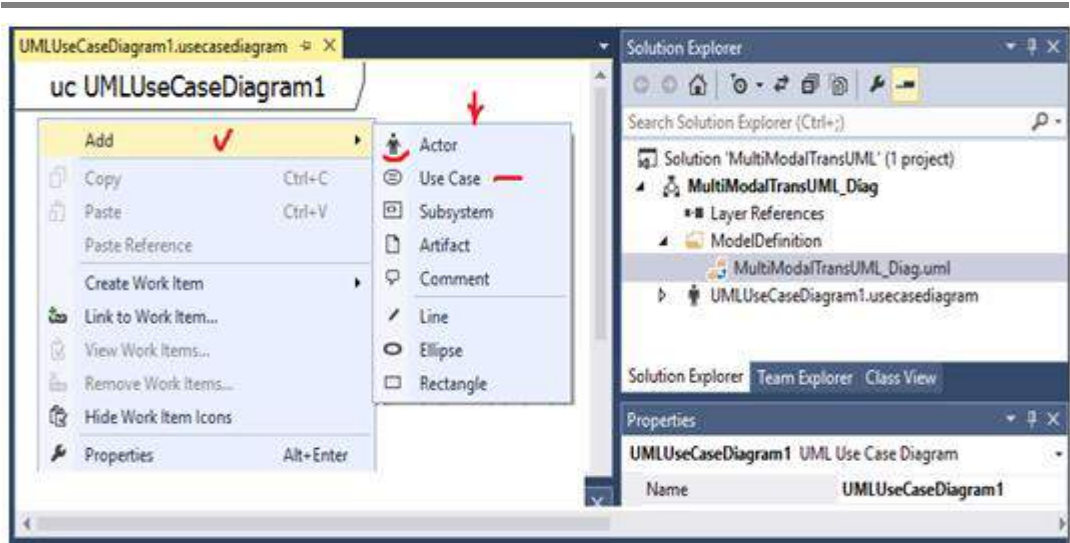 UMLUseCaseDiagram1.usecasediagram
uc UMLUseCaseDiagram1
Add
Copy Ctrl+C
Paste Ctrl+V
Paste Reference
Create Work Item
Link to Work Item...
View Work Items...
Remove Work Items...
Hide Work Item Icons
Properties Alt+Enter
Actor
Use Case
Subsystem
Artifact
Comment
Line
Ellipse
Rectangle
Solution Explorer
Search Solution Explorer (Ctrl+;)
Solution 'MultiModalTransUML' (1 project)
MultiModalTransUML_Diag
Layer References
ModelDefinition
MultiModalTransUML_Diag.uml
UMLUseCaseDiagram1.usecasediagram
Solution Explorer Team Explorer Class View
Properties
UMLUseCaseDiagram1 UML Use Case Diagram
Name UMLUseCaseDiagram1